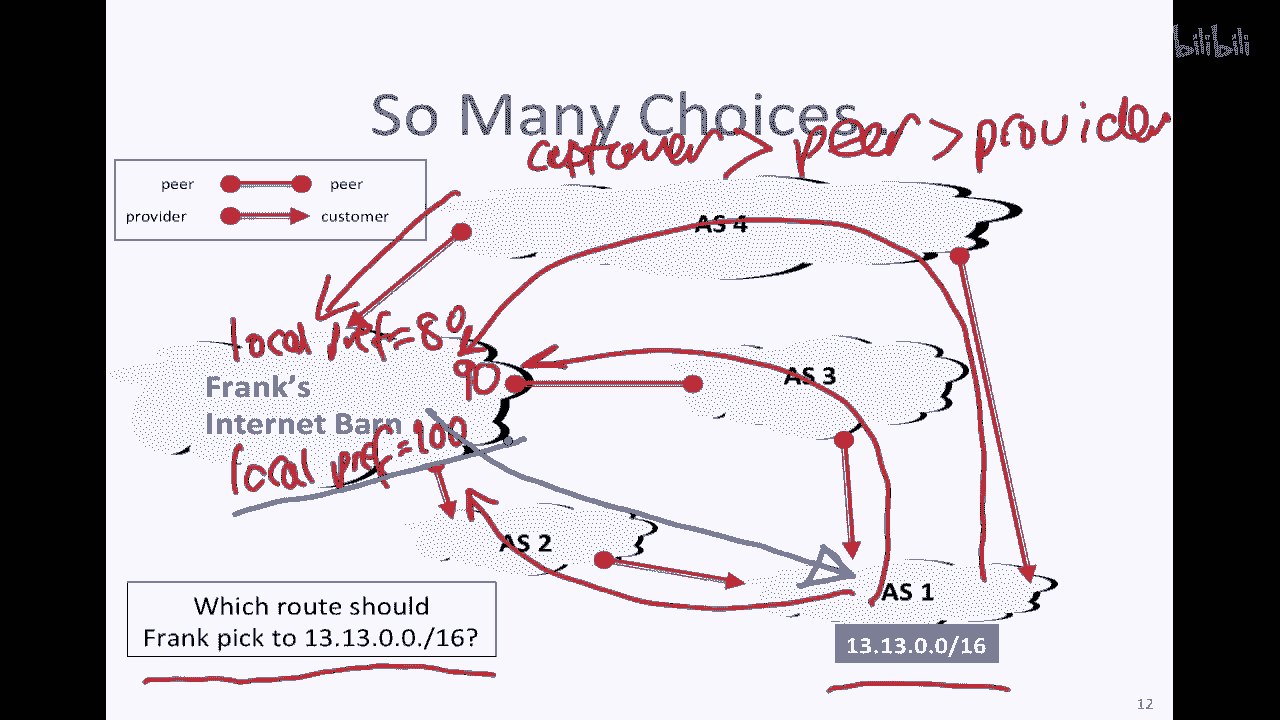 bilibili
So Many Choices
customer > peer > provider
peer peer
provider customer
AS 4
local pref=80
90
Frank's
Internet Barn
AS 3
local pref=100
AS 2
AS 1
Which route should
Frank pick to 13.13.0.0./16?
13.13.0.0/16
12